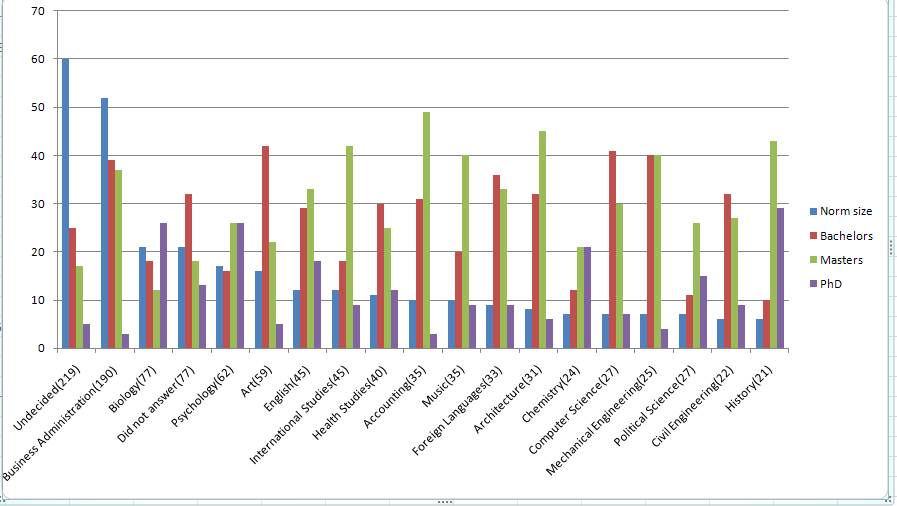 70
60
50
40
30
20
10
0
Norm size
Bachelors
Masters
PhD
Undecided(219)
Business Administration(190)
Biology(77)
Did not answer(77)
Psychology(62)
Art(59)
English(45)
International Studies(45)
Health Studies(40)
Accounting(35)
Music(35)
Foreign Languages(33)
Architecture(31)
Chemistry(24)
Computer Science(27)
Mechanical Engineering(25)
Political Science(27)
Civil Engineering(22)
History(21)